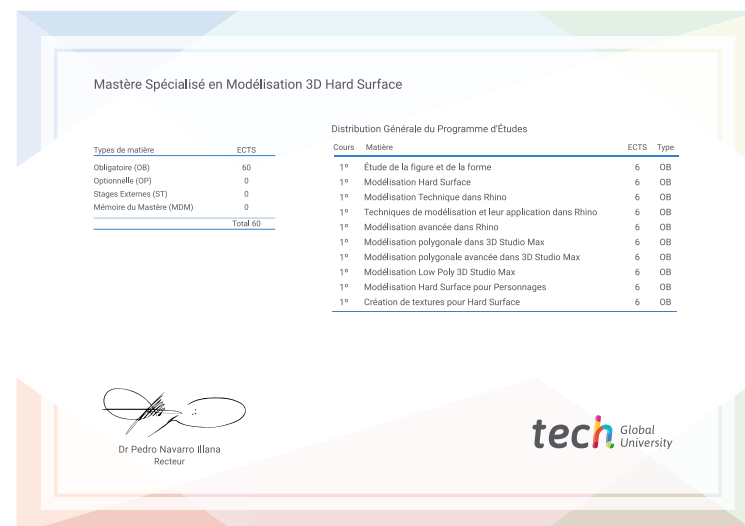 Mastère Spécialisé en Modélisation 3D Hard Surface
Types de matière ECTS
Obligatoire (OB) 60
Optionnelle (OP) 0
Stages Externes (ST) 0
Mémoire du Mastère (MDM) 0
Total 60
Distribution Générale du Programme d'Études
Cours Matière ECTS Type
1º Étude de la figure et de la forme 6 OB
1º Modélisation Hard Surface 6 OB
1º Modélisation Technique dans Rhino 6 OB
1º Techniques de modélisation et leur application dans Rhino 6 OB
1º Modélisation avancée dans Rhino 6 OB
1º Modélisation polygonale dans 3D Studio Max 6 OB
1º Modélisation polygonale avancée dans 3D Studio Max 6 OB
1º Modélisation Low Poly 3D Studio Max 6 OB
1º Modélisation Hard Surface pour Personnages 6 OB
1º Création de textures pour Hard Surface 6 OB
Dr Pedro Navarro Illana
Recteur
tech Global
University